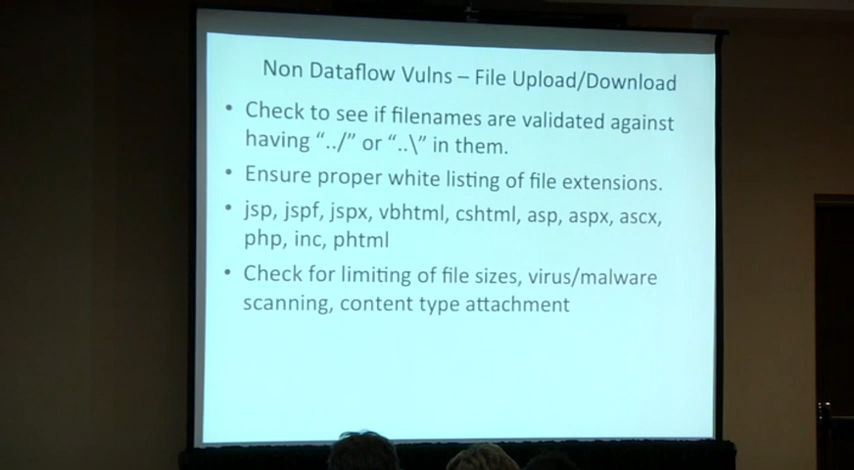 Non Dataflow Vulns – File Upload/Download
• Check to see if filenames are validated against
having “../” or “..\” in them.
• Ensure proper white listing of file extensions.
• jsp, jspf, jspx, vbhtml, cshtml, asp, aspx, ascx,
php, inc, phtml
• Check for limiting of file sizes, virus/malware
scanning, content type attachment